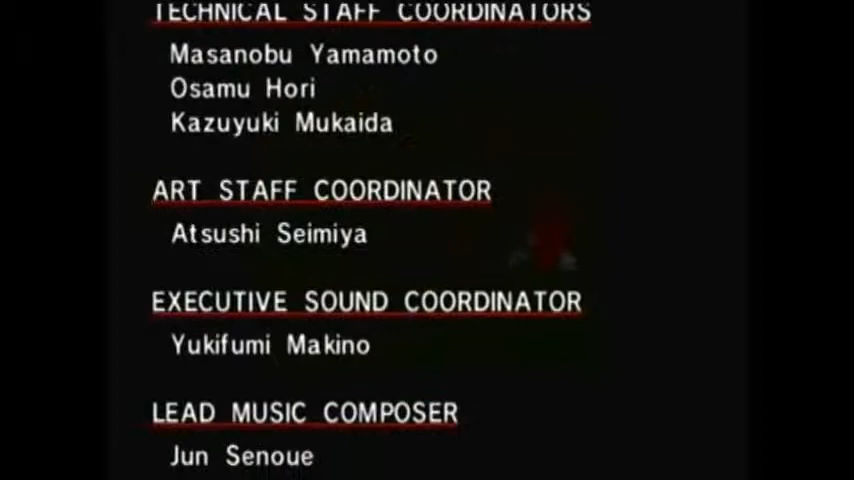 TECHNICAL STAFF COORDINATORS
Masanobu Yamamoto
Osamu Hori
Kazuyuki Mukaida
ART STAFF COORDINATOR
Atsushi Seimiya
EXECUTIVE SOUND COORDINATOR
Yukifumi Makino
LEAD MUSIC COMPOSER
Jun Senoue